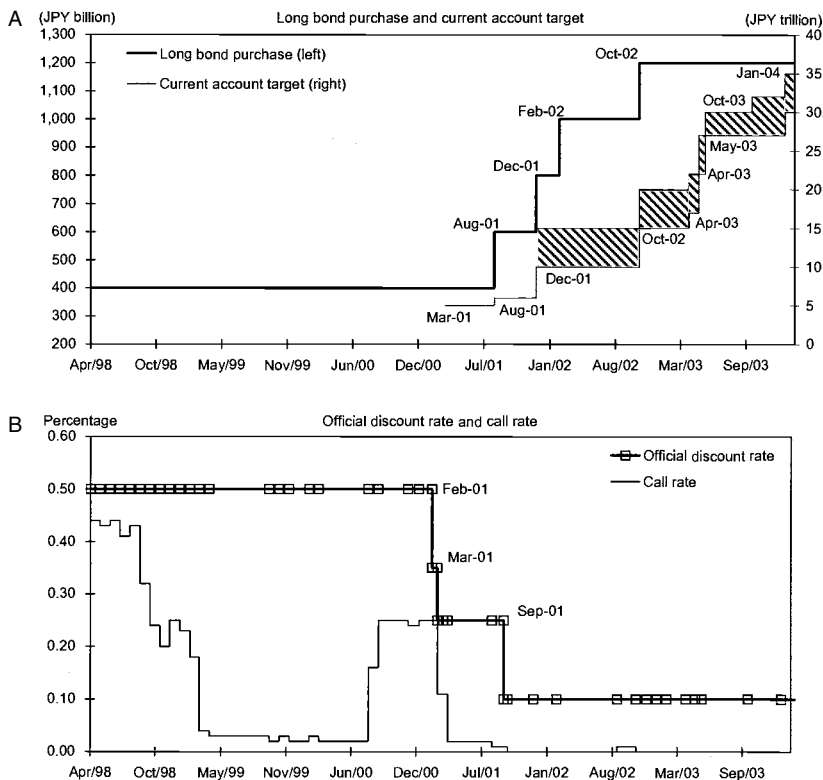 A
(JPY billion)
Long bond purchase and current account target
(JPY trillion)
1,300
1,200
1,100
1,000
900
800
700
600
500
400
300
200
40
35
30
25
20
15
10
5
0
Long bond purchase (left)
Current account target (right)
Oct-02
Jan-04
Feb-02
Oct-03
Dec-01
May-03
Apr-03
Aug-01
Apr-03
Oct-02
Dec-01
Mar-01
Aug-01
Apr/98 Oct/98 May/99 Nov/99 Jun/00 Dec/00 Jul/01 Jan/02 Aug/02 Mar/03 Sep/03
B
Percentage
Official discount rate and call rate
0.60
0.50
0.40
0.30
0.20
0.10
0.00
Official discount rate
Call rate
Feb-01
Mar-01
Sep-01
Apr/98 Oct/98 May/99 Nov/99 Jun/00 Dec/00 Jul/01 Jan/02 Aug/02 Mar/03 Sep/03